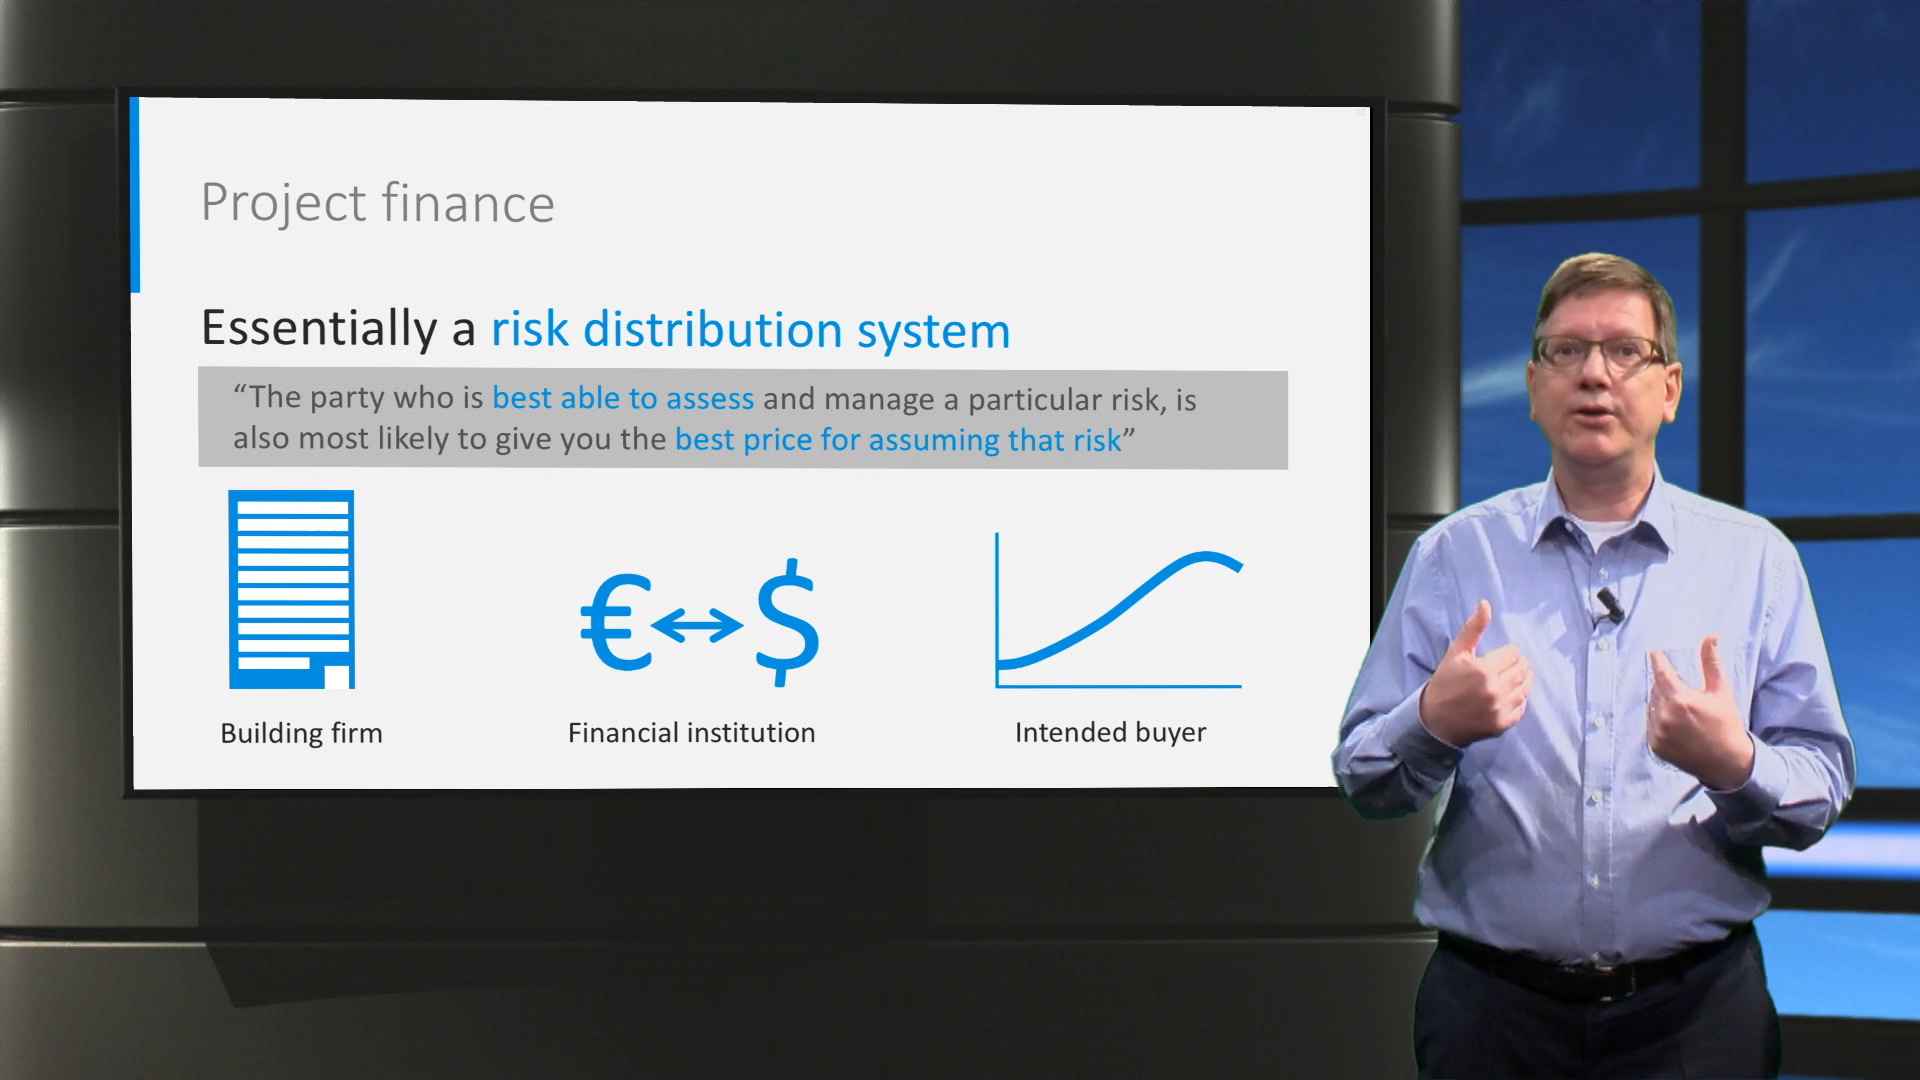 Project finance
Essentially a risk distribution system
“The party who is best able to assess and manage a particular risk, is
also most likely to give you the best price for assuming that risk”
€ $
Building firm
Financial institution
Intended buyer